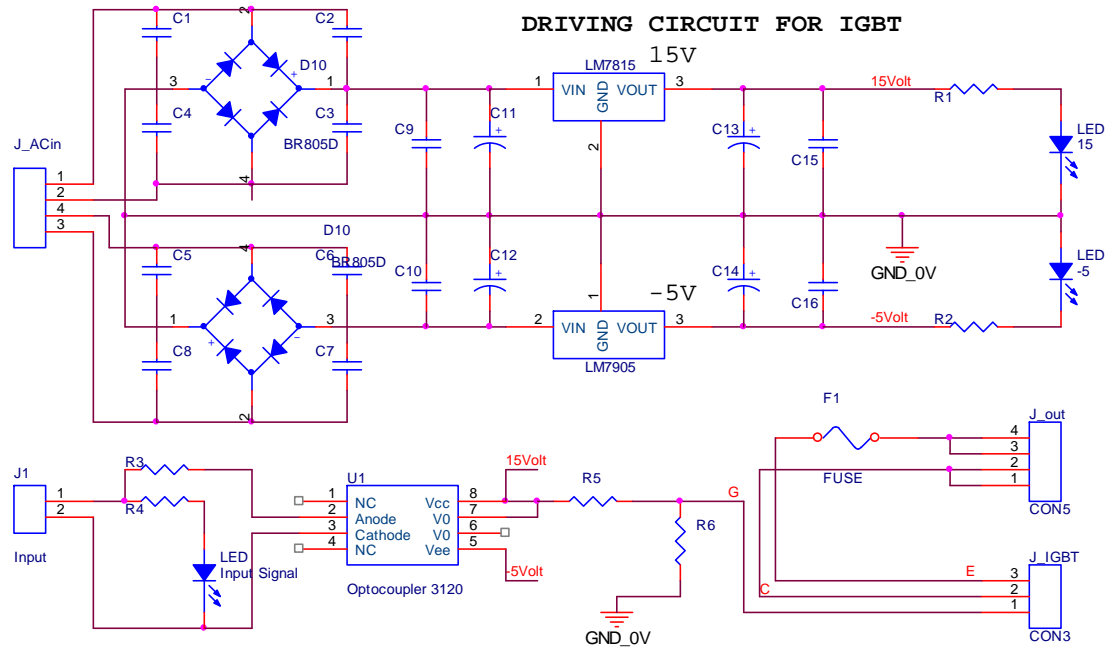 DRIVING CIRCUIT FOR IGBT
C1
2
C2
15V
D10
LM7815
3
-
+
1
1
VIN
GND
VOUT
3
15Volt
R1
C4
C3
C9
C11
+
2
C13
+
C15
LED
15
BR805D
J_ACin
1
2
4
3
4
D10
C5
4
C6
BR805D
C10
C12
+
1
-5V
C14
+
C16
GND_0V
LED
-5
1
3
2
VIN
GND
VOUT
3
-5Volt
R2
+
-
C8
C7
LM7905
2
F1
J_out
FUSE
4
3
2
1
CON5
J1
R3
1
2
R4
Input
LED
Input Signal
U1
15Volt
1
NC
Vcc
8
2
Anode
V0
7
3
Cathode
V0
6
4
NC
Vee
5
-5Volt
Optocoupler 3120
R5
R6
G
GND_0V
E
C
J_IGBT
3
2
1
CON3